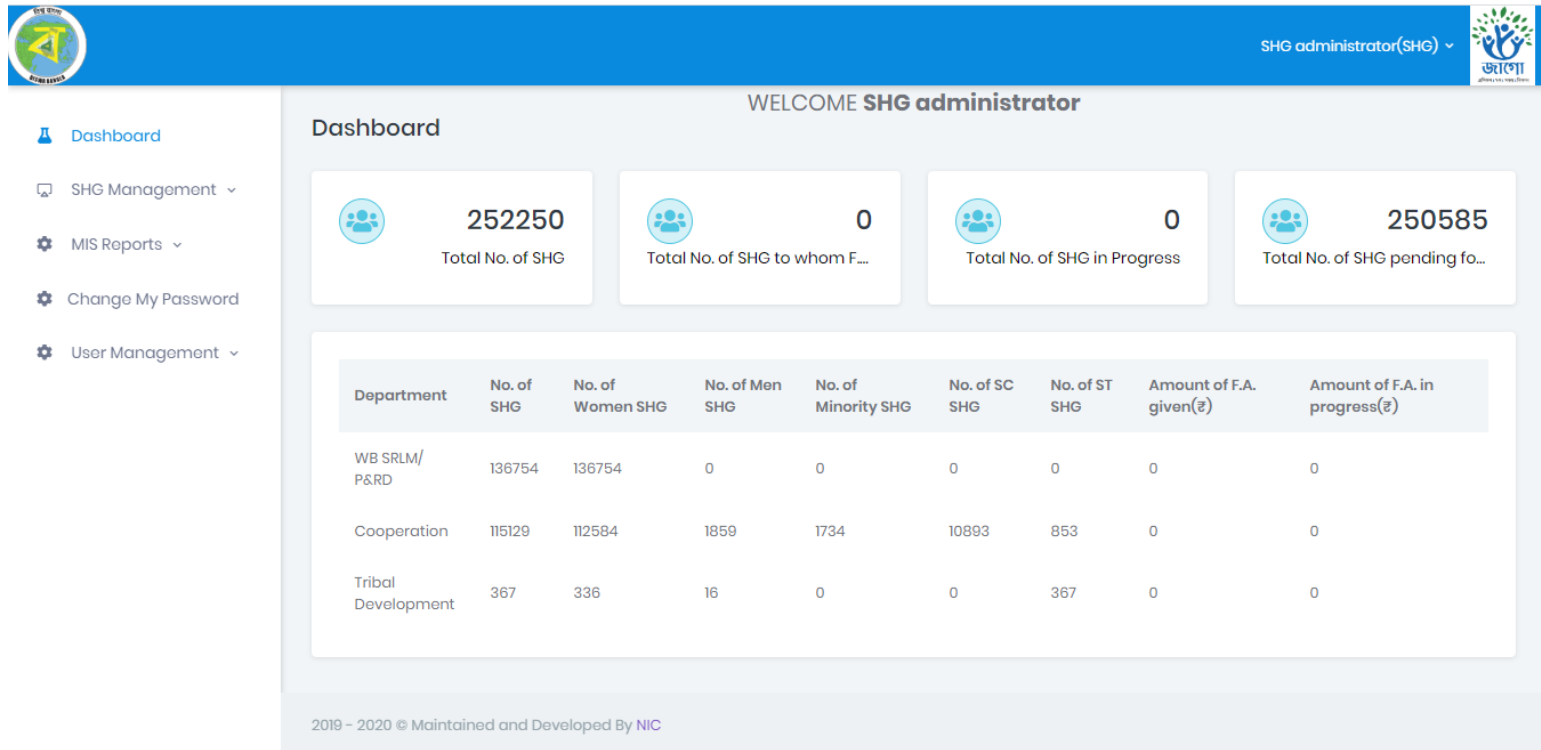 বিশ্ব বাংলা
ব
RISING BANGLA
SHG administrator(SHG)
জাগো
WELCOME SHG administrator
Dashboard
SHG Management
MIS Reports
Change My Password
User Management
Dashboard
252250
Total No. of SHG
0
Total No. of SHG to whom F....
0
Total No. of SHG in Progress
250585
Total No. of SHG pending fo...
Department No. of SHG No. of Women SHG No. of Men SHG No. of Minority SHG No. of SC SHG No. of ST SHG Amount of F.A. given(₹) Amount of F.A. in progress(₹)
WB SRLM/ P&RD 136754 136754 0 0 0 0 0 0
Cooperation 115129 112584 1859 1734 10893 853 0 0
Tribal Development 367 336 16 0 0 367 0 0
2019 - 2020 © Maintained and Developed By NIC